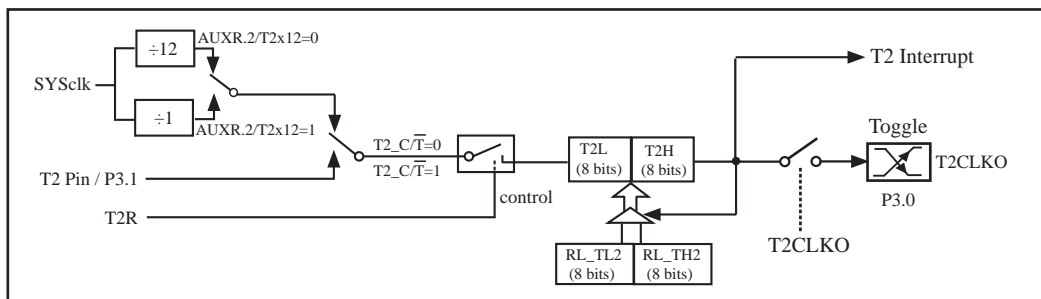 ÷12
AUXR.2/T2x12=0
SYSclk
÷1
AUXR.2/T2x12=1
T2 Interrupt
Toggle
T2_C/T̅=0
T2_C/T̅=1
T2L
(8 bits)
T2H
(8 bits)
T2CLKO
T2 Pin / P3.1
control
P3.0
T2R
T2CLKO
RL_TL2
(8 bits)
RL_TH2
(8 bits)